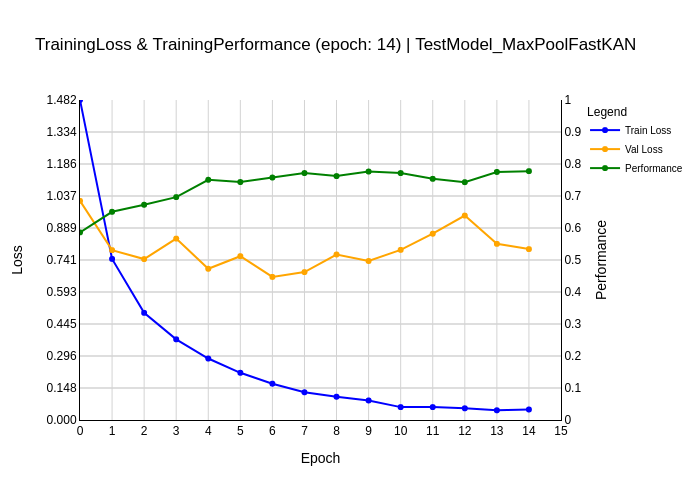 TrainingLoss & TrainingPerformance (epoch: 14) | TestModel_MaxPoolFastKAN
Legend
Train Loss
Val Loss
Performance
1.482
1.334
1.186
1.037
0.889
0.741
0.593
0.445
0.296
0.148
0.000
Loss
1
0.9
0.8
0.7
0.6
0.5
0.4
0.3
0.2
0.1
0
Performance
0 1 2 3 4 5 6 7 8 9 10 11 12 13 14 15
Epoch